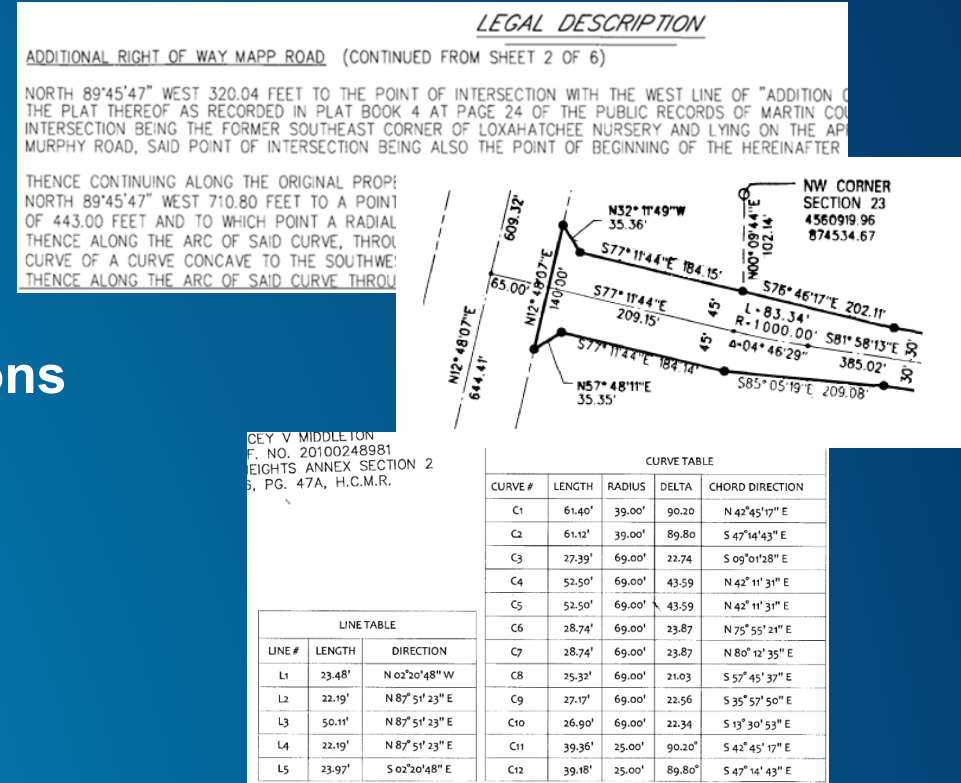 LEGAL DESCRIPTION
ADDITIONAL RIGHT OF WAY MAPP ROAD (CONTINUED FROM SHEET 2 OF 6)
NORTH 89°45'47" WEST 320.04 FEET TO THE POINT OF INTERSECTION WITH THE WEST LINE OF "ADDITION
THE PLAT THEREOF AS RECORDED IN PLAT BOOK 4 AT PAGE 24 OF THE PUBLIC RECORDS OF MARTIN COU
INTERSECTION BEING THE FORMER SOUTHEAST CORNER OF LOXAHATCHEE NURSERY AND LYING ON THE AP
MURPHY ROAD, SAID POINT OF INTERSECTION BEING ALSO THE POINT OF BEGINNING OF THE HEREINAFTER
THENCE CONTINUING ALONG THE ORIGINAL PROPE
NORTH 89°45'47" WEST 710.80 FEET TO A POINT
OF 443.00 FEET AND TO WHICH POINT A RADIAL
THENCE ALONG THE ARC OF SAID CURVE, THROU
CURVE OF A CURVE CONCAVE TO THE SOUTHWE
THENCE ALONG THE ARC OF SAID CURVE THROU
ons
NW CORNER
SECTION 23
4560919.96
874534.67
N00°09'44"E
102.14'
N32°11'49"W
35.36'
609.32'
S77°11'44"E 184.15'
S76°46'17"E 202.11'
65.00'
N12°48'07"E
140.00'
S77°11'44"E
209.15'
45'
L-83.34'
R-1000.00'
Δ-04°46'29"
S81°58'13"E
385.02'
30'
30'
45'
N12°48'07"E
644.41'
S77°11'44"E 184.14'
S85°05'19"E 209.08'
N57°48'11"E
35.35'
CEY V MIDDLETON
F. NO. 20100248981
EIGHTS ANNEX SECTION 2
, PG. 47A, H.C.M.R.
CURVE TABLE
CURVE # LENGTH RADIUS DELTA CHORD DIRECTION
C1 61.40' 39.00' 90.20 N 42°45'17" E
C2 61.12' 39.00' 89.80 S 47°14'43" E
C3 27.39' 69.00' 22.74 S 09°01'28" E
C4 52.50' 69.00' 43.59 N 42° 11' 31" E
C5 52.50' 69.00' 43.59 N 42° 11' 31" E
C6 28.74' 69.00' 23.87 N 75° 55' 21" E
C7 28.74' 69.00' 23.87 N 80° 12' 35" E
C8 25.32' 69.00' 21.03 S 57° 45' 37" E
C9 27.17' 69.00' 22.56 S 35° 57' 50" E
C10 26.90' 69.00' 22.34 S 13° 30' 53" E
C11 39.36' 25.00' 90.20° S 42° 45' 17" E
C12 39.18' 25.00' 89.80° S 47° 14' 43" E
LINE TABLE
LINE # LENGTH DIRECTION
L1 23.48' N 02°20'48" W
L2 22.19' N 87° 51' 23" E
L3 50.11' N 87° 51' 23" E
L4 22.19' N 87° 51' 23" E
L5 23.97' S 02°20'48" E